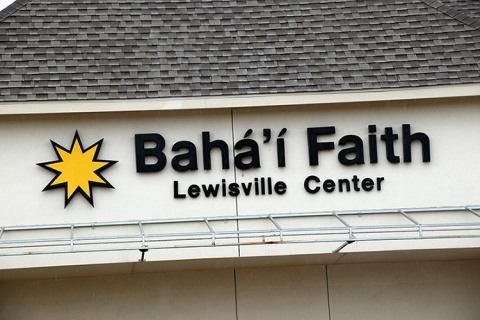 Bahá'í Faith
Lewisville Center